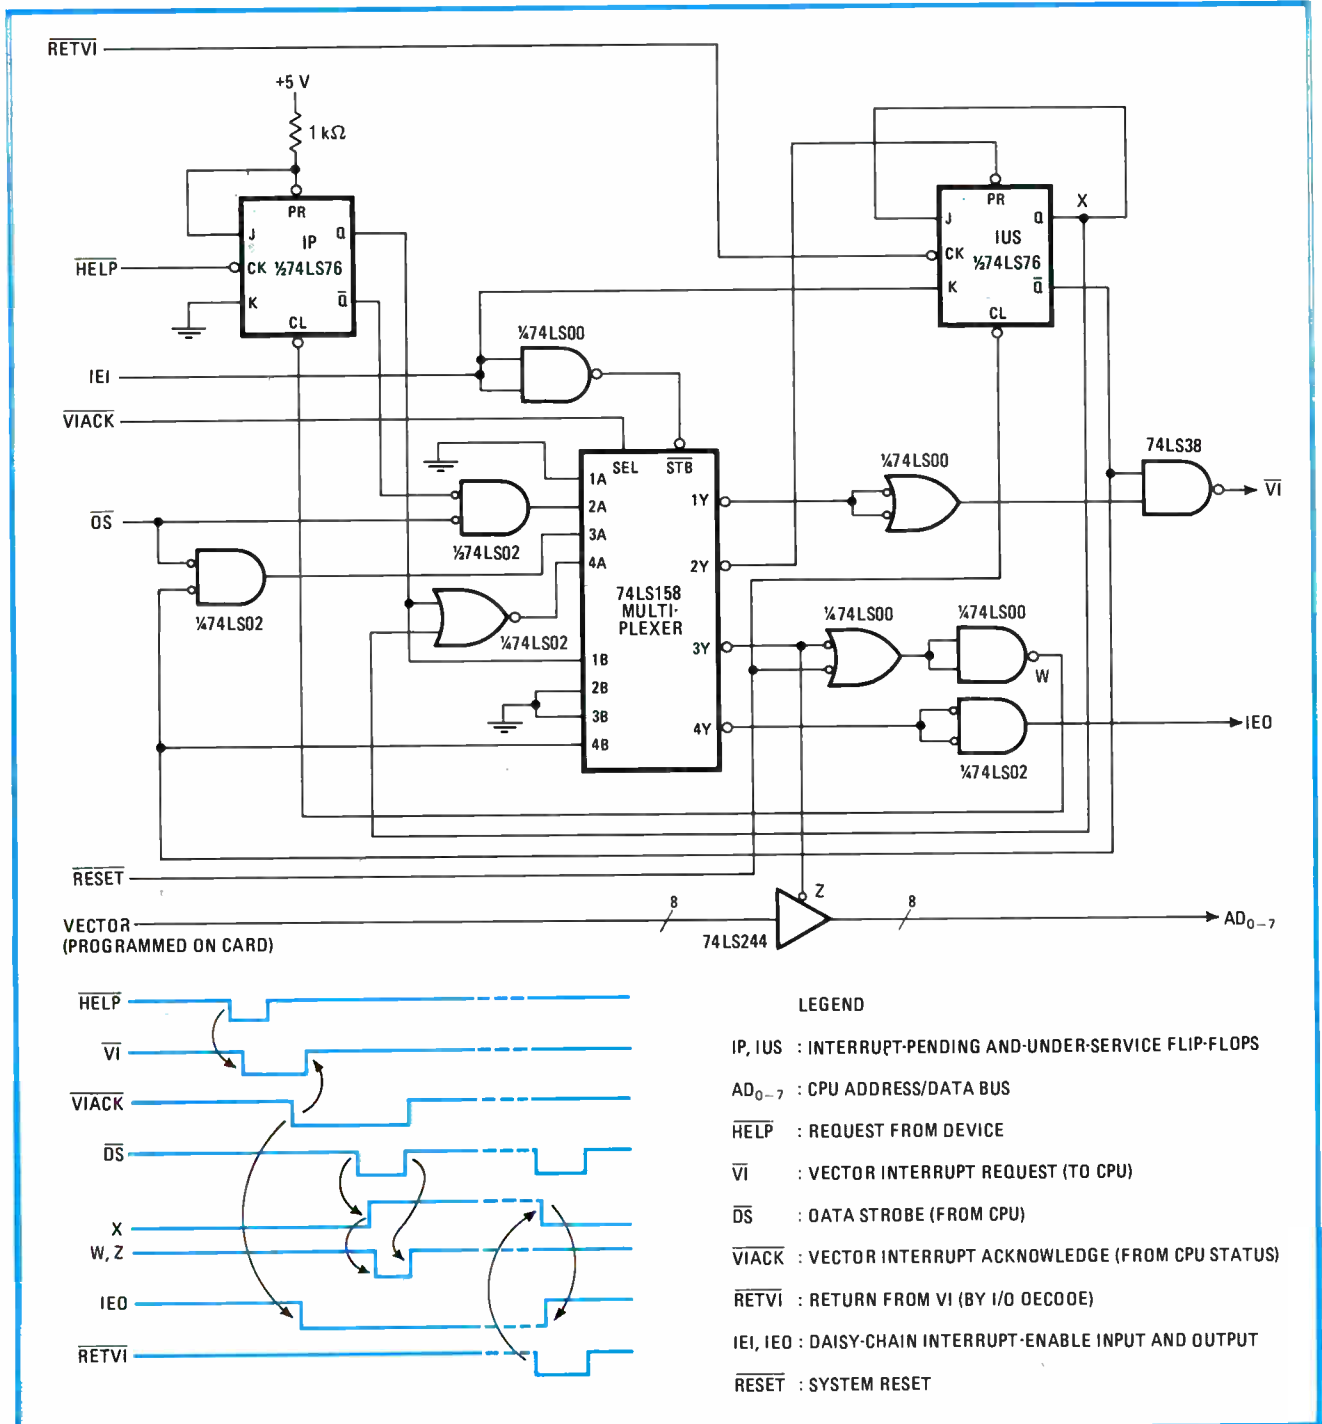 RETVI
+5 V
1 kΩ
PR
J
IP
Q
HELP
CK
½74LS76
K
Q
CL
X
PR
J
Q
IUS
CK
½74LS76
K
Q
CL
¼74LS00
IEI
VIACK
SEL
STB
1A
2A
3A
4A
1B
2B
3B
4B
1Y
2Y
3Y
4Y
74LS158
MULTI-
PLEXER
OS
½74LS02
¼74LS02
¼74LS02
¼74LS00
74LS38
VI
¼74LS00
¼74LS00
W
IEO
¼74LS02
RESET
VECTOR
(PROGRAMMED ON CARD)
8
Z
74LS244
8
AD0-7
HELP
VI
VIACK
DS
X
W, Z
IEO
RETVI
LEGEND
IP, IUS : INTERRUPT-PENDING AND-UNDER-SERVICE FLIP-FLOPS
AD0-7 : CPU ADDRESS/DATA BUS
HELP : REQUEST FROM DEVICE
VI : VECTOR INTERRUPT REQUEST (TO CPU)
DS : OATA STROBE (FROM CPU)
VIACK : VECTOR INTERRUPT ACKNOWLEDGE (FROM CPU STATUS)
RETVI : RETURN FROM VI (BY I/O OECOOE)
IEI, IEO : DAISY-CHAIN INTERRUPT-ENABLE INPUT AND OUTPUT
RESET : SYSTEM RESET